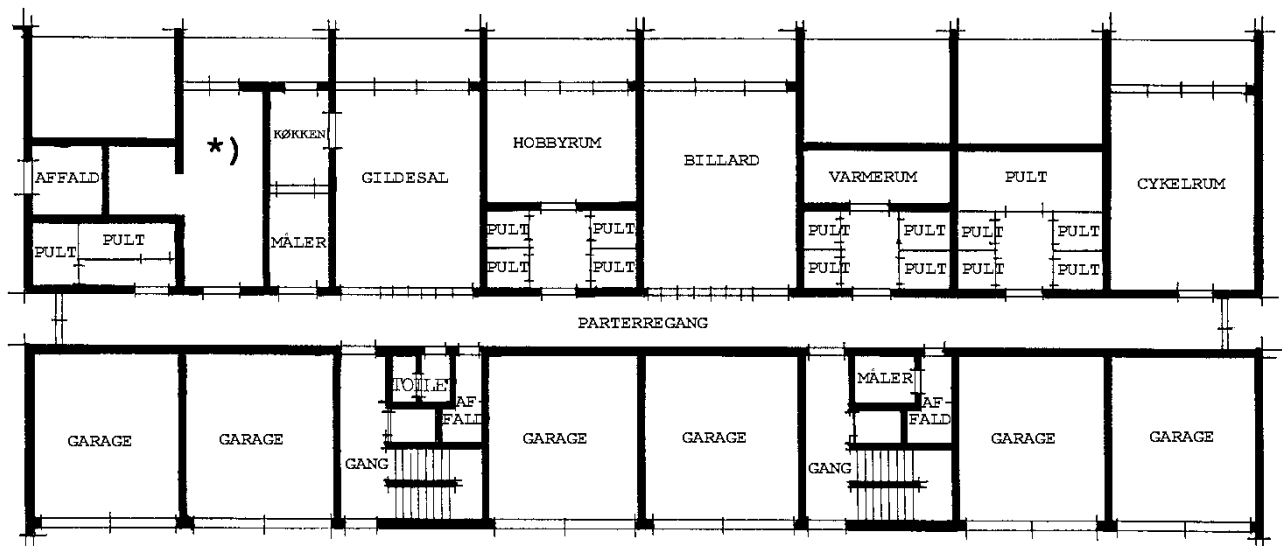 *)
KØKKEN
HOBBYRUM
BILLARD
AFFALD
GILDESAL
VARMERUM
PULT
CYKELRUM
PULT
PULT
MÅLER
PULT
PULT
PULT
PULT
PULT
PULT
PULT
PULT
PULT
PULT
PULT
PULT
PARTERREGANG
TOILET
AF-
FALD
MÅLER
AF-
FALD
GARAGE
GARAGE
GANG
GARAGE
GARAGE
GANG
GARAGE
GARAGE